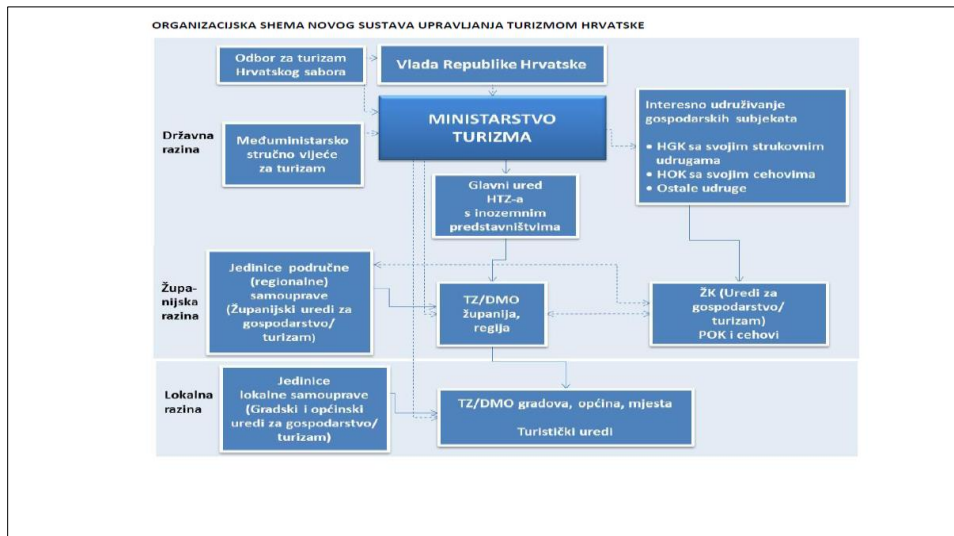 ORGANIZACIJSKA SHEMA NOVOG SUSTAVA UPRAVLJANJA TURIZMOM HRVATSKE
Odbor za turizam
Hrvatskog sabora
Vlada Republike Hrvatske
Državna
razina
MINISTARSTVO
TURIZMA
Međuministarsko
stručno vijeće
za turizam
Interesno udruživanje
gospodarskih subjekata
• HGK sa svojim strukovnim
udrugama
• HOK sa svojim cehovima
• Ostale udruge
Glavni ured
HTZ-a
s inozemnim
predstavništvima
Župa-
nijska
razina
Jedinice područne
(regionalne)
samouprave
(Županijski uredi za
gospodarstvo/
turizam)
TZ/DMO
županija,
regija
ŽK (Uredi za
gospodarstvo/
turizam)
POK i cehovi
Lokalna
razina
Jedinice
lokalne samouprave
(Gradski i općinski
uredi za gospodarstvo/
turizam)
TZ/DMO gradova, općina, mjesta
Turistički uredi